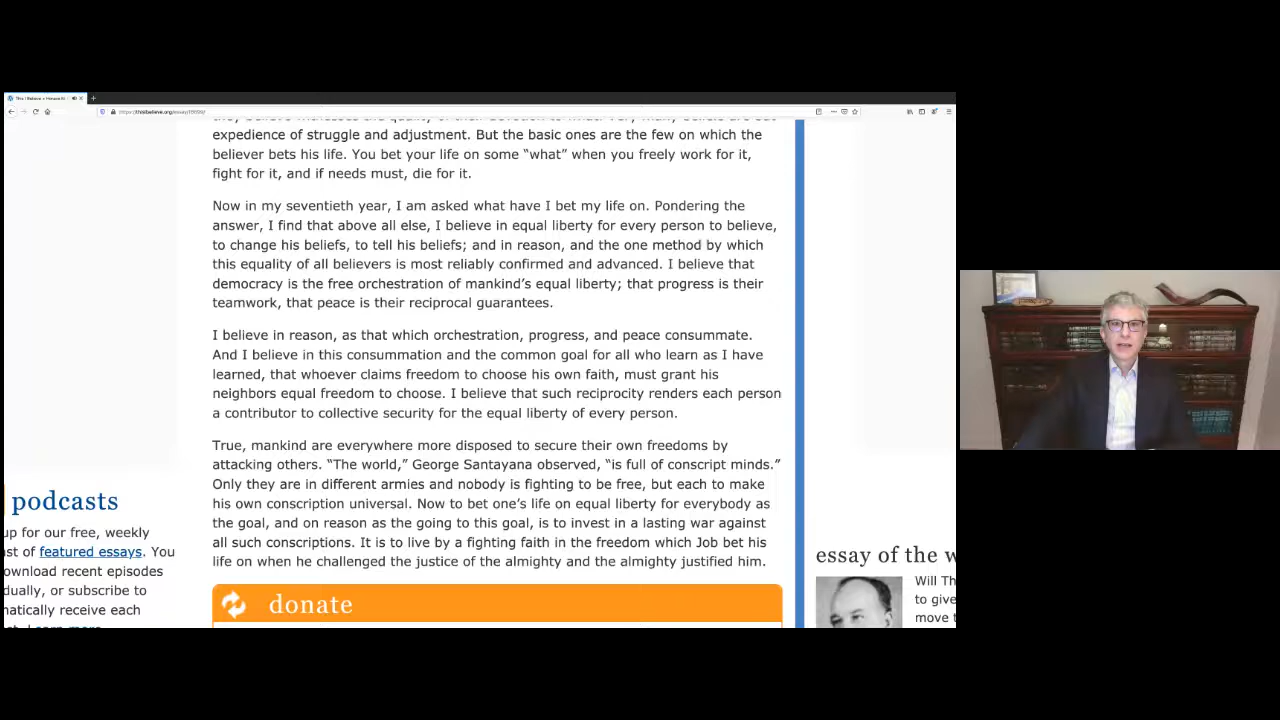 This I Believe
https://thisibelieve.org/essay/
expedience of struggle and adjustment. But the basic ones are the few on which the
believer bets his life. You bet your life on some “what” when you freely work for it,
fight for it, and if needs must, die for it.
Now in my seventieth year, I am asked what have I bet my life on. Pondering the
answer, I find that above all else, I believe in equal liberty for every person to believe,
to change his beliefs, to tell his beliefs; and in reason, and the one method by which
this equality of all believers is most reliably confirmed and advanced. I believe that
democracy is the free orchestration of mankind’s equal liberty; that progress is their
teamwork, that peace is their reciprocal guarantees.
I believe in reason, as that which orchestration, progress, and peace consummate.
And I believe in this consummation and the common goal for all who learn as I have
learned, that whoever claims freedom to choose his own faith, must grant his
neighbors equal freedom to choose. I believe that such reciprocity renders each person
a contributor to collective security for the equal liberty of every person.
True, mankind are everywhere more disposed to secure their own freedoms by
attacking others. “The world,” George Santayana observed, “is full of conscript minds.”
Only they are in different armies and nobody is fighting to be free, but each to make
his own conscription universal. Now to bet one’s life on equal liberty for everybody as
the goal, and on reason as the going to this goal, is to invest in a lasting war against
all such conscriptions. It is to live by a fighting faith in the freedom which Job bet his
life on when he challenged the justice of the almighty and the almighty justified him.
donate
podcasts
up for our free, weekly
st of featured essays. You
ownload recent episodes
dually, or subscribe to
natically receive each
essay of the w
Will Th
to give
move t